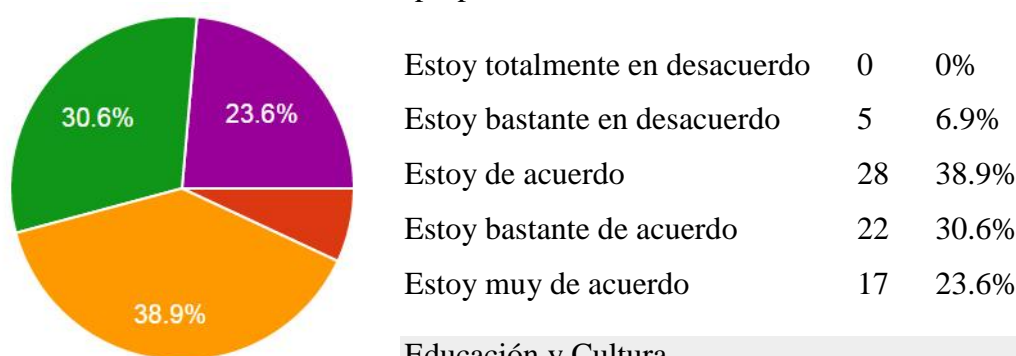 30.6%
23.6%
38.9%
Estoy totalmente en desacuerdo 0 0%
Estoy bastante en desacuerdo 5 6.9%
Estoy de acuerdo 28 38.9%
Estoy bastante de acuerdo 22 30.6%
Estoy muy de acuerdo 17 23.6%
Educación y Cultura